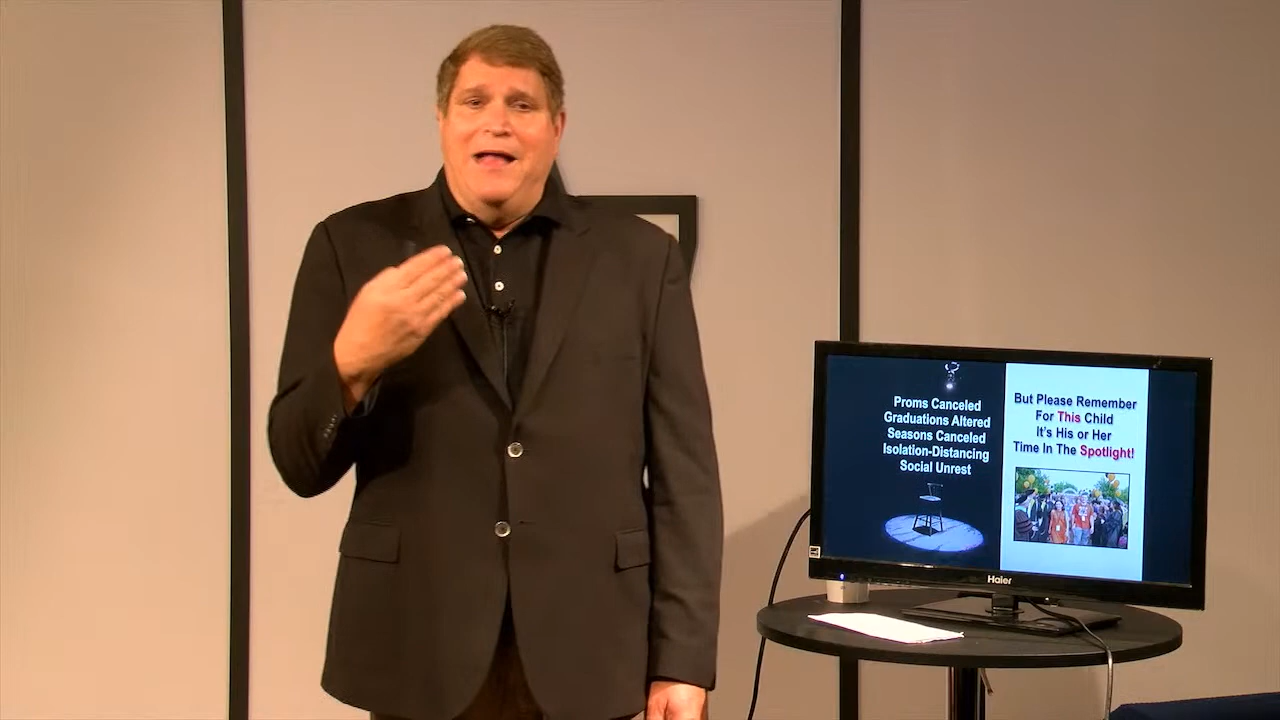 Proms Canceled
Graduations Altered
Seasons Canceled
Isolation-Distancing
Social Unrest
But Please Remember
For This Child
It's His or Her
Time In The Spotlight!
Haier